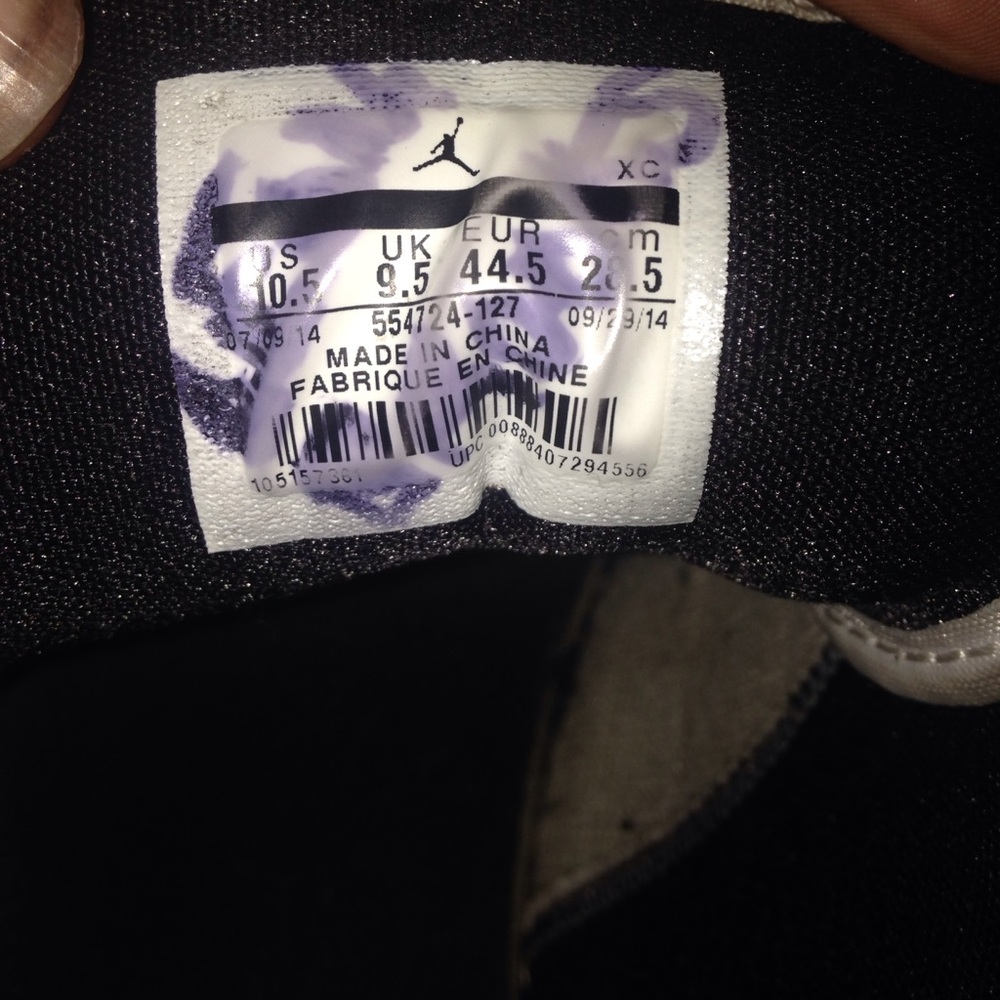 XC
US UK EUR cm
10.5 9.5 44.5 28.5
07/09 14 554724-127 09/29/14
MADE IN CHINA
FABRIQUE EN CHINE
105157361 UPC 00888407294556